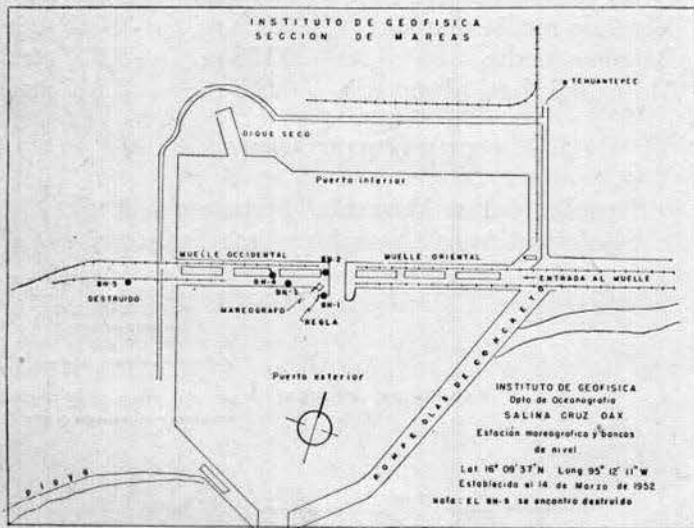 INSTITUTO DE GEOFISICA
SECCION DE MAREAS
TEHUANTEPEC
DIQUE SECO
Puerto interior
MUELLE OCCIDENTAL
BN-2
MUELLE ORIENTAL
BN-5
BN-4
BN-3
ENTRADA AL MUELLE
DESTRUIDO
MAREOGRAFO
BN-1
REGLA
ROMPE OLAS DE CONCRETO
Puerto exterior
INSTITUTO DE GEOFISICA
Dpto de Oceanografia
SALINA CRUZ OAX
Estación mareografica y bancos
de nivel
Lat 16° 09' 37" N Long 95° 12' 11" W
Establecida el 14 de Marzo de 1952
Nota: EL BN-5 se encontro destruido
Playa